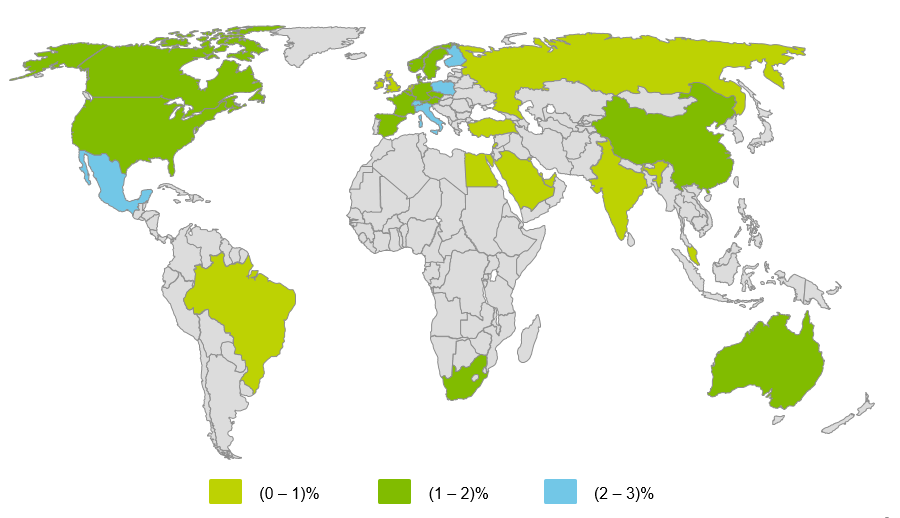 (0 – 1)% (1 – 2)% (2 – 3)%